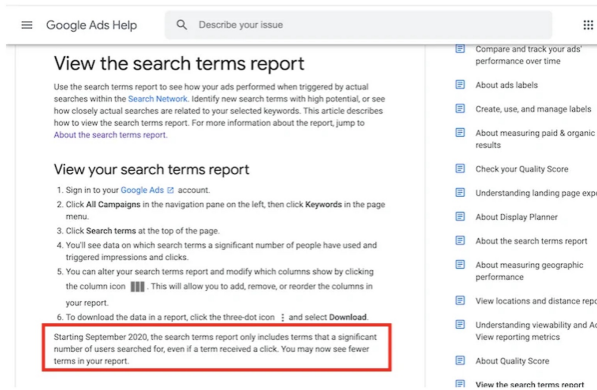 Google Ads Help
Describe your issue
View the search terms report
Use the search terms report to see how your ads performed when triggered by actual
searches within the Search Network. Identify new search terms with high potential, or see
how closely actual searches are related to your selected keywords. This article describes
how to view the search terms report. For more information about the report, jump to
About the search terms report.
View your search terms report
1. Sign in to your Google Ads account.
2. Click All Campaigns in the navigation pane on the left, then click Keywords in the page
menu.
3. Click Search terms at the top of the page.
4. You'll see data on which search terms a significant number of people have used and
triggered impressions and clicks.
5. You can alter your search terms report and modify which columns show by clicking
the column icon . This will allow you to add, remove, or reorder the columns in
your report.
6. To download the data in a report, click the three-dot icon and select Download.
Starting September 2020, the search terms report only includes terms that a significant
number of users searched for, even if a term received a click. You may now see fewer
terms in your report.
Compare and track your ads'
performance over time
About ads labels
Create, use, and manage labels
About measuring paid & organic
results
Check your Quality Score
Understanding landing page expe
About Display Planner
About the search terms report
About measuring geographic
performance
View locations and distance repo
Understanding viewability and Ac
View reporting metrics
About Quality Score
View the search terms report